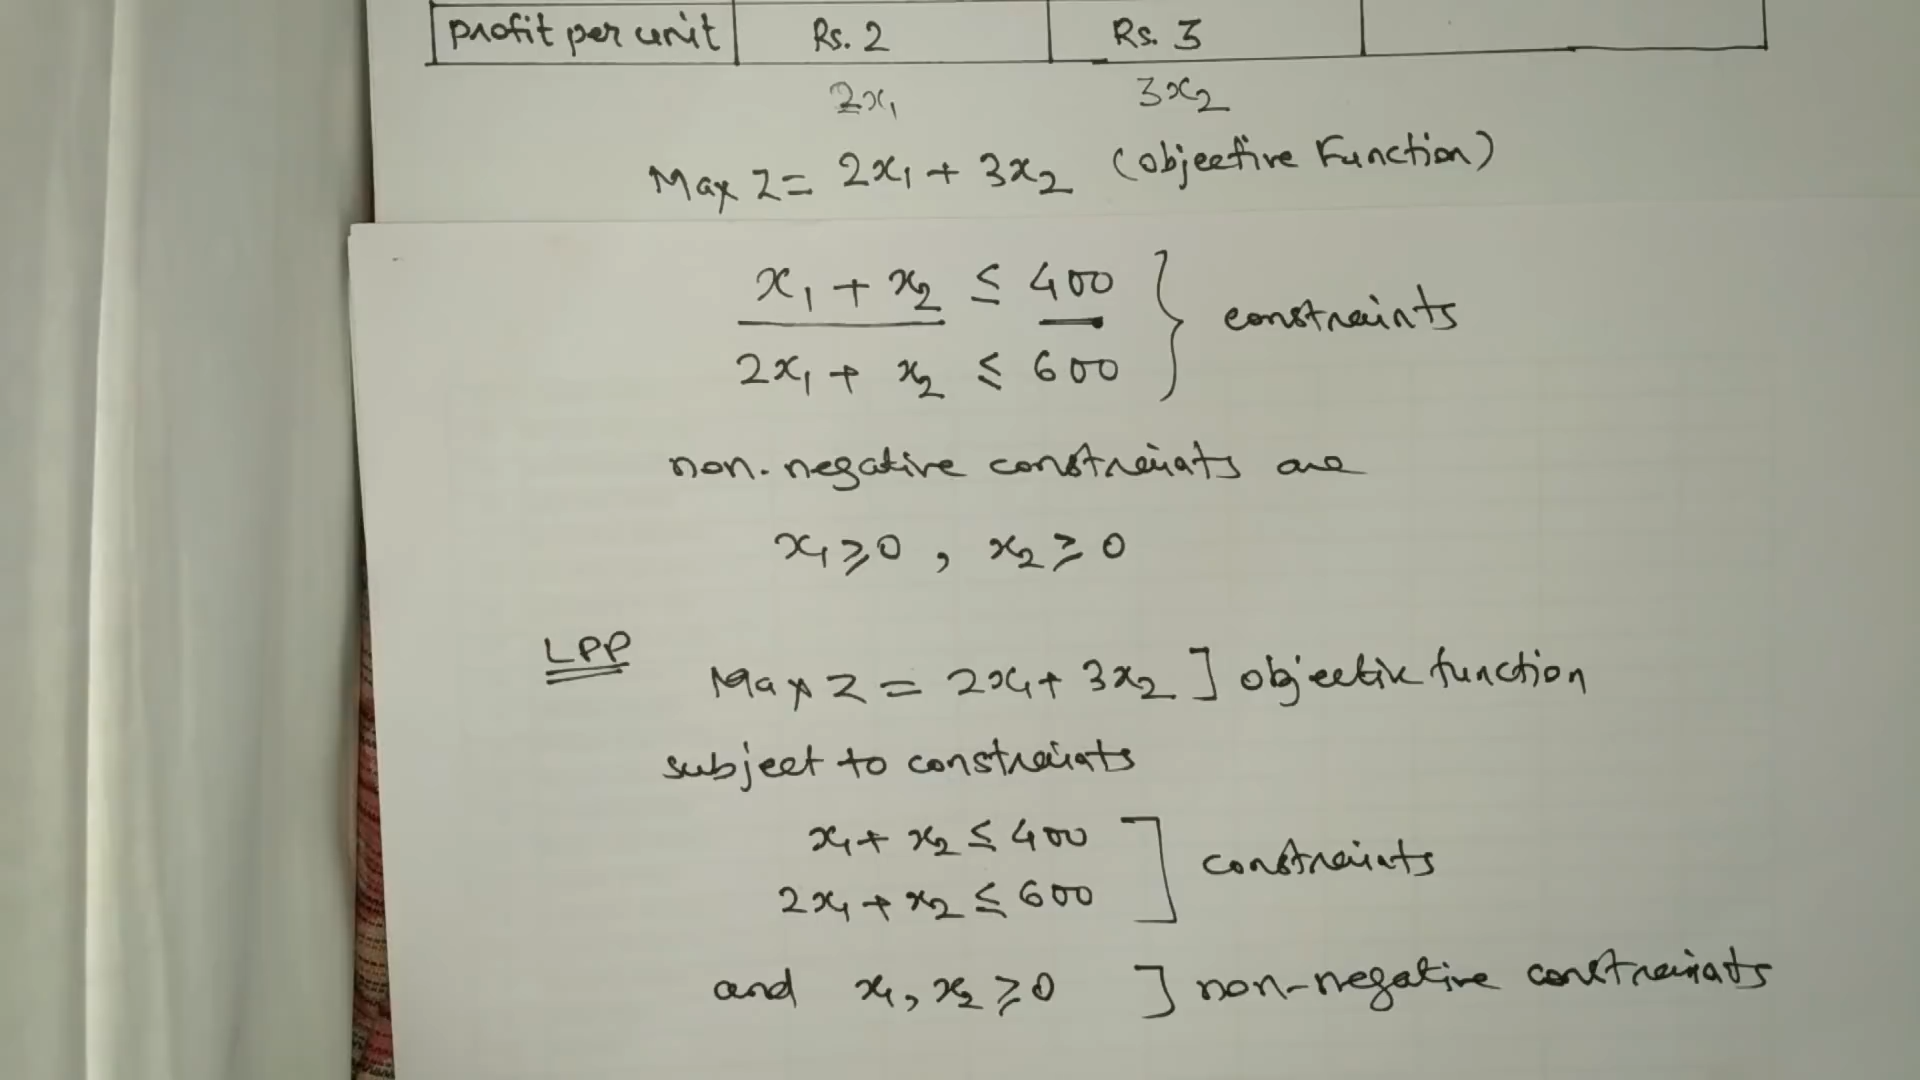 profit per unit Rs. 2 Rs. 3
2x₁ 3x₂
Max Z = 2x₁ + 3x₂ (objective Function)
x₁ + x₂ ≤ 400
2x₁ + x₂ ≤ 600 } constraints
non-negative constraints are
x₁ ≥ 0 , x₂ ≥ 0
LPP
Max Z = 2x₁ + 3x₂ ] objective function
subject to constraints
x₁ + x₂ ≤ 400
2x₁ + x₂ ≤ 600 ] constraints
and x₁, x₂ ≥ 0 ] non-negative constraints